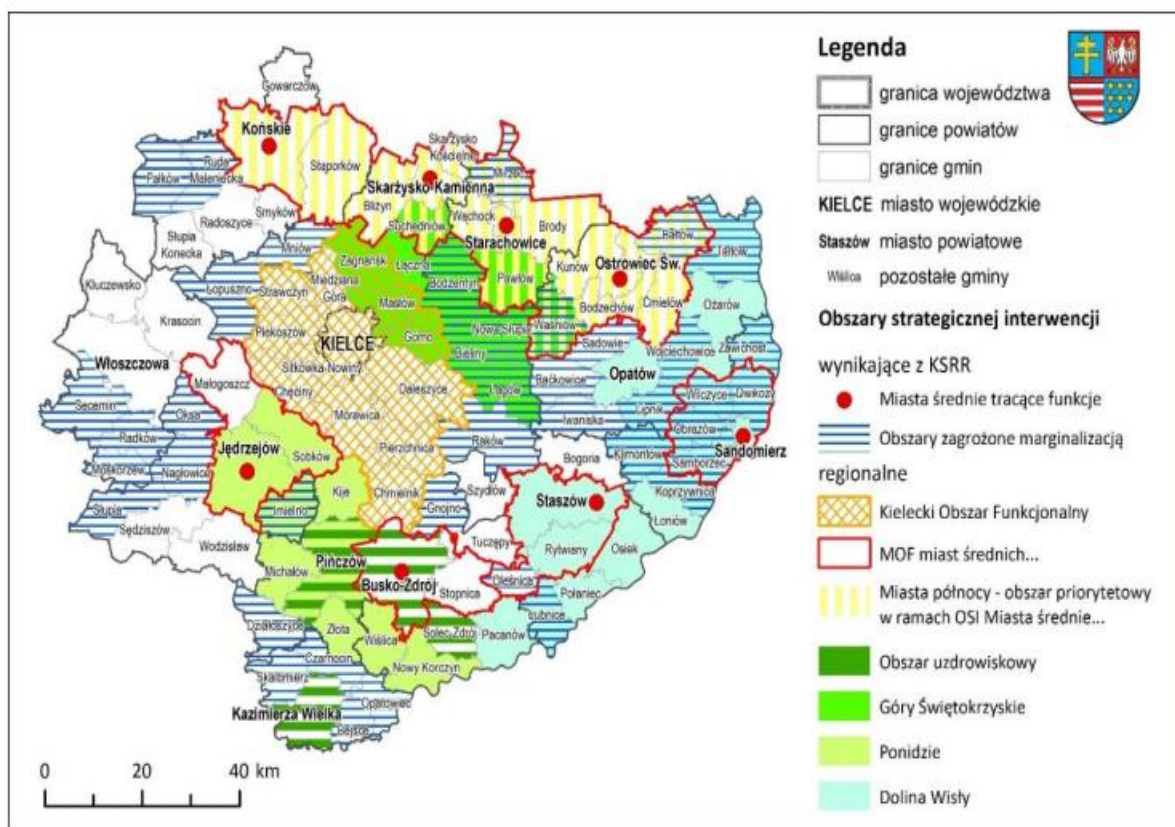 Gowarczów
Końskie
Stąporków
Skarżysko
Kościelne
Mirzec
Ruda
Maleniecka
Fałków
Skarżysko-Kamienna
Bliżyn
Wąchock
Brody
Radoszyce
Smyków
Suchedniów
Starachowice
Słupia
Konecka
Mniów
Zagnańsk
Łączna
Bodzentyn
Pawłów
Kunów
Ostrowiec Św.
Bałtów
Tarłów
Kluczewsko
Łopuszno
Strawczyn
Miedziana
Góra
Masłów
Bodzechów
Ćmielów
Ożarów
Krasocin
Piekoszów
KIELCE
Górno
Nowa Słupia
Waśniów
Sadowie
Wojciechowice
Zawichost
Włoszczowa
Sitkówka-Nowiny
Bieliny
Opatów
Małogoszcz
Chęciny
Daleszyce
Łagów
Baćkowice
Wilczyce
Dwikozy
Secemin
Oksa
Morawica
Iwaniska
Lipnik
Obrazów
Radków
Jędrzejów
Sobków
Pierzchnica
Raków
Klimontów
Sandomierz
Samborzec
Moskorzew
Nagłowice
Bogoria
Chmielnik
Szydłów
Staszów
Koprzywnica
Słupia
Imielno
Kije
Gnojno
Łoniów
Sędziszów
Wodzisław
Tuczępy
Rytwiany
Osiek
Pińczów
Michałów
Busko-Zdrój
Stopnica
Oleśnica
Połaniec
Działoszyce
Złota
Wiślica
Solec Zdrój
Pacanów
Łubnice
Czarnocin
Skalbmierz
Nowy Korczyn
Kazimierza Wielka
Opatowiec
Bejsce
0 20 40 km
Legenda
granica województwa
granice powiatów
granice gmin
KIELCE miasto wojewódzkie
Staszów miasto powiatowe
Wiślica pozostałe gminy
Obszary strategicznej interwencji
wynikające z KSRR
Miasta średnie tracące funkcje
Obszary zagrożone marginalizacją
regionalne
Kielecki Obszar Funkcjonalny
MOF miast średnich...
Miasta północy - obszar priorytetowy
w ramach OSI Miasta średnie...
Obszar uzdrowiskowy
Góry Świętokrzyskie
Ponidzie
Dolina Wisły